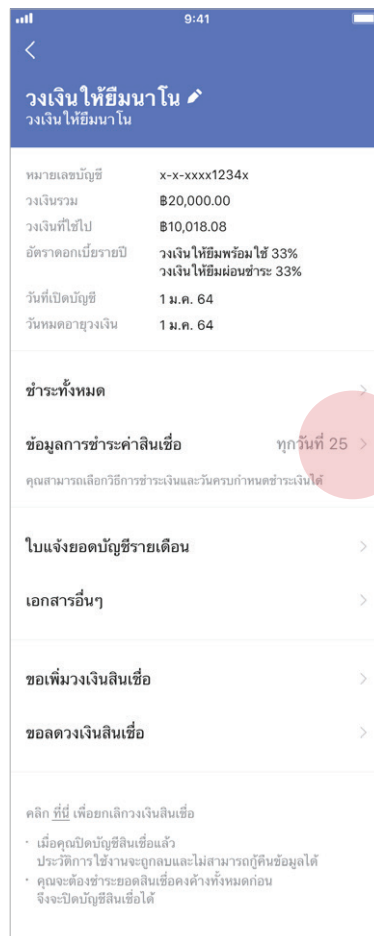 9:41
วงเงินให้ยืมนาโน
วงเงินให้ยืมนาโน
หมายเลขบัญชี x-x-xxxx1234x
วงเงินรวม ฿20,000.00
วงเงินที่ใช้ไป ฿10,018.08
อัตราดอกเบี้ยรายปี วงเงินให้ยืมพร้อมใช้ 33%
วงเงินให้ยืมผ่อนชำระ 33%
วันที่เปิดบัญชี 1 ม.ค. 64
วันหมดอายุวงเงิน 1 ม.ค. 64
ชำระทั้งหมด
ข้อมูลการชำระค่าสินเชื่อ ทุกวันที่ 25
คุณสามารถเลือกวิธีการชำระเงินและวันครบกำหนดชำระเงินได้
ใบแจ้งยอดบัญชีรายเดือน
เอกสารอื่นๆ
ขอเพิ่มวงเงินสินเชื่อ
ขอลดวงเงินสินเชื่อ
คลิก ที่นี่ เพื่อยกเลิกวงเงินสินเชื่อ
· เมื่อคุณปิดบัญชีสินเชื่อแล้ว
ประวัติการใช้งานจะถูกลบและไม่สามารถกู้คืนข้อมูลได้
· คุณจะต้องชำระยอดสินเชื่อคงค้างทั้งหมดก่อน
จึงจะปิดบัญชีสินเชื่อได้